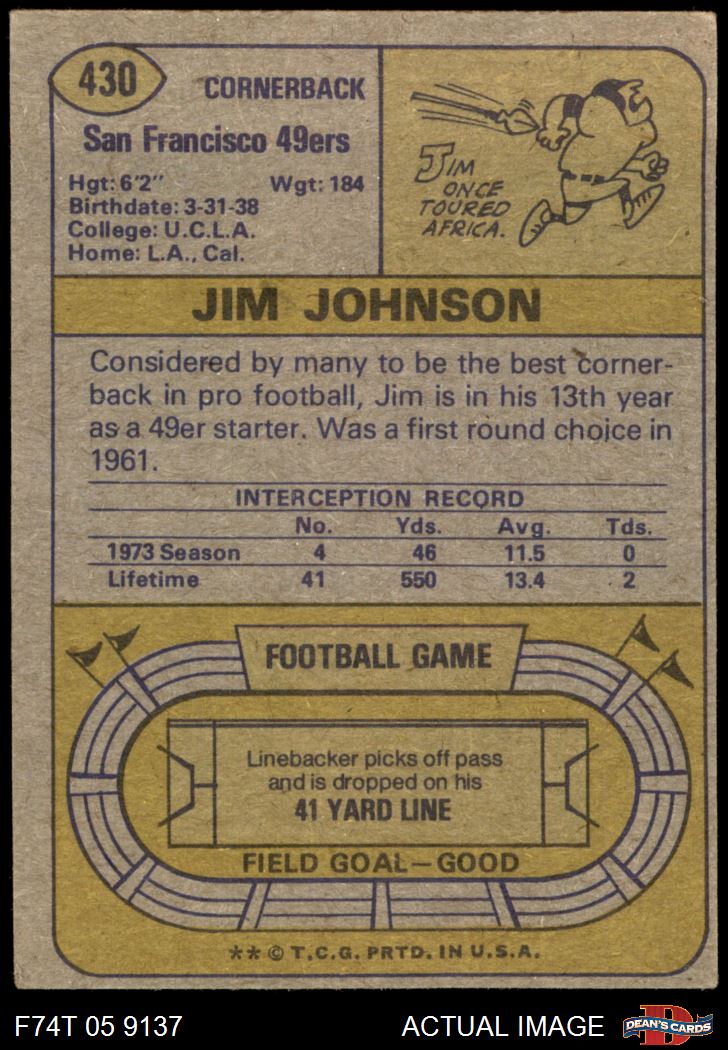 430
CORNERBACK
San Francisco 49ers
Hgt: 6'2" Wgt: 184
Birthdate: 3-31-38
College: U.C.L.A.
Home: L.A., Cal.
JIM
ONCE
TOURED
AFRICA.
JIM JOHNSON
Considered by many to be the best corner-
back in pro football, Jim is in his 13th year
as a 49er starter. Was a first round choice in
1961.
INTERCEPTION RECORD
No. Yds. Avg. Tds.
1973 Season 4 46 11.5 0
Lifetime 41 550 13.4 2
FOOTBALL GAME
Linebacker picks off pass
and is dropped on his
41 YARD LINE
FIELD GOAL—GOOD
** © T.C.G. PRTD. IN U.S.A.
F74T 05 9137 ACTUAL IMAGE
D
DEAN'S CARDS